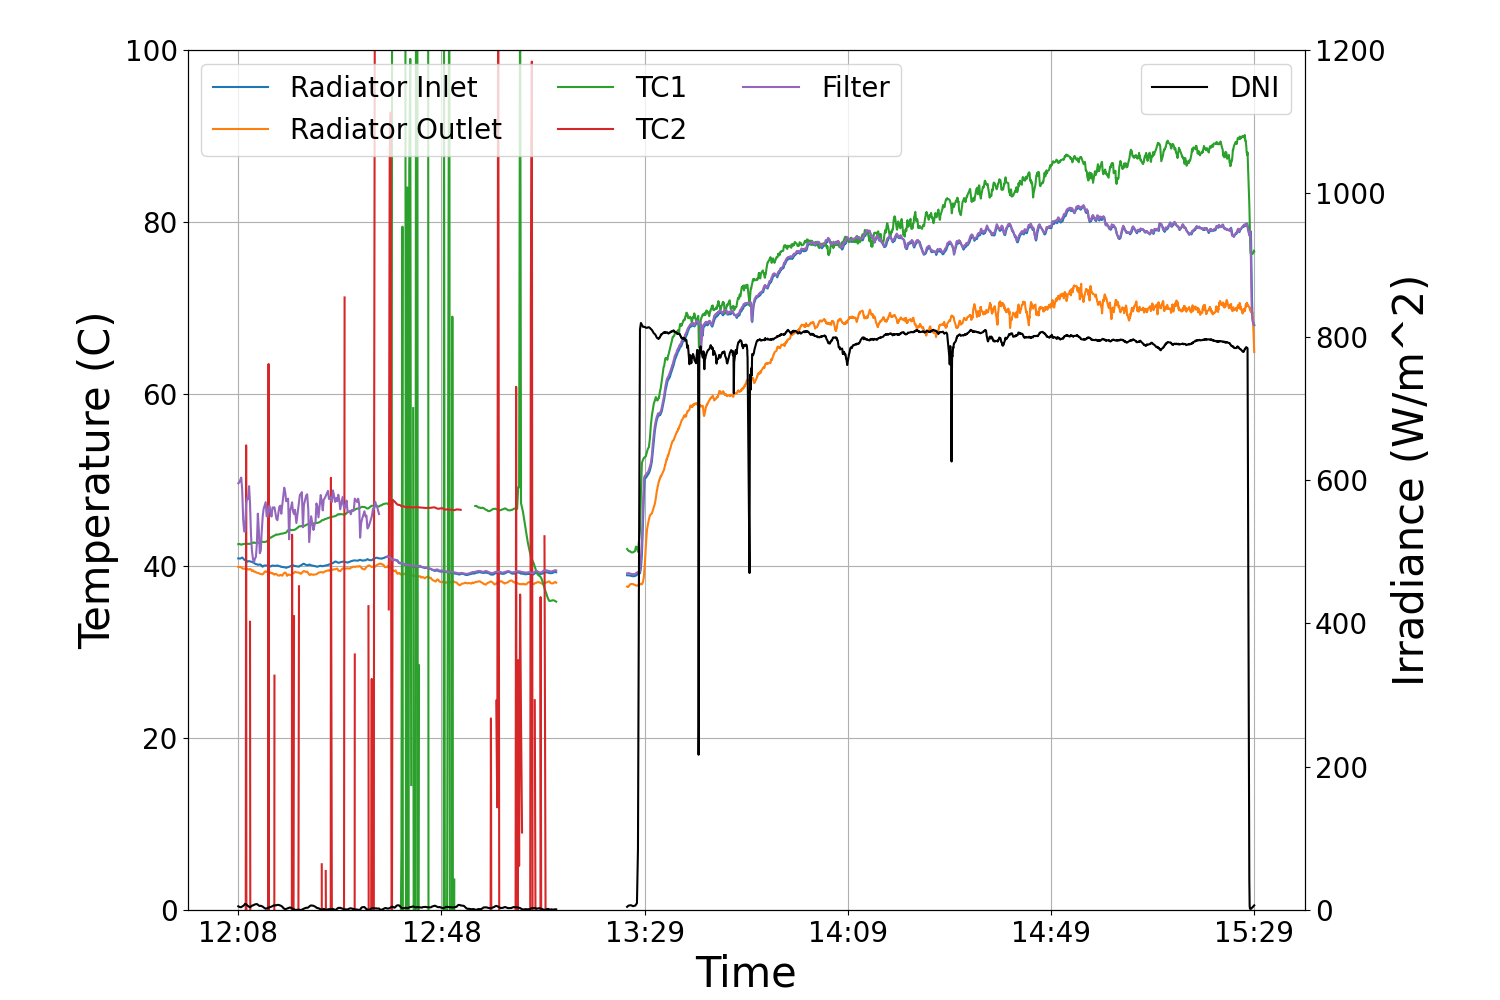 100
80
60
40
20
0
Temperature (C)
Radiator Inlet
Radiator Outlet
TC1
TC2
Filter
DNI
1200
1000
800
600
400
200
0
Irradiance (W/m^2)
12:08
12:48
13:29
14:09
14:49
15:29
Time